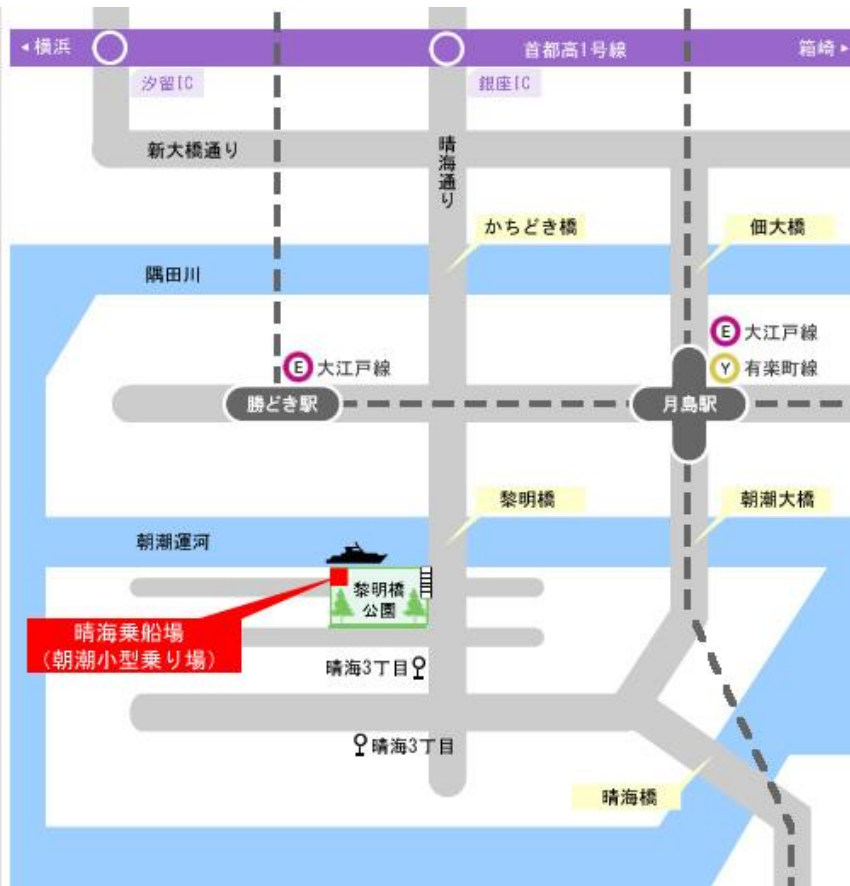 ◂横浜
首都高1号線
箱崎▸
汐留IC
銀座IC
新大橋通り
晴海通り
かちどき橋
佃大橋
隅田川
E 大江戸線
E 大江戸線
Y 有楽町線
勝どき駅
月島駅
黎明橋
朝潮大橋
朝潮運河
黎明橋
公園
晴海乗船場
（朝潮小型乗り場）
晴海3丁目
晴海3丁目
晴海橋